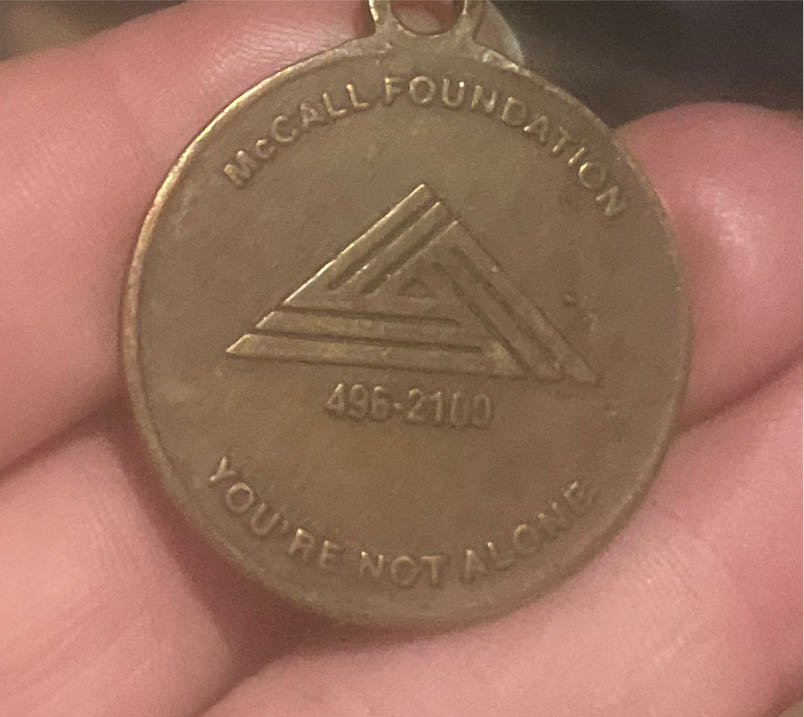 McCALL FOUNDATION
496-2100
YOU'RE NOT ALONE